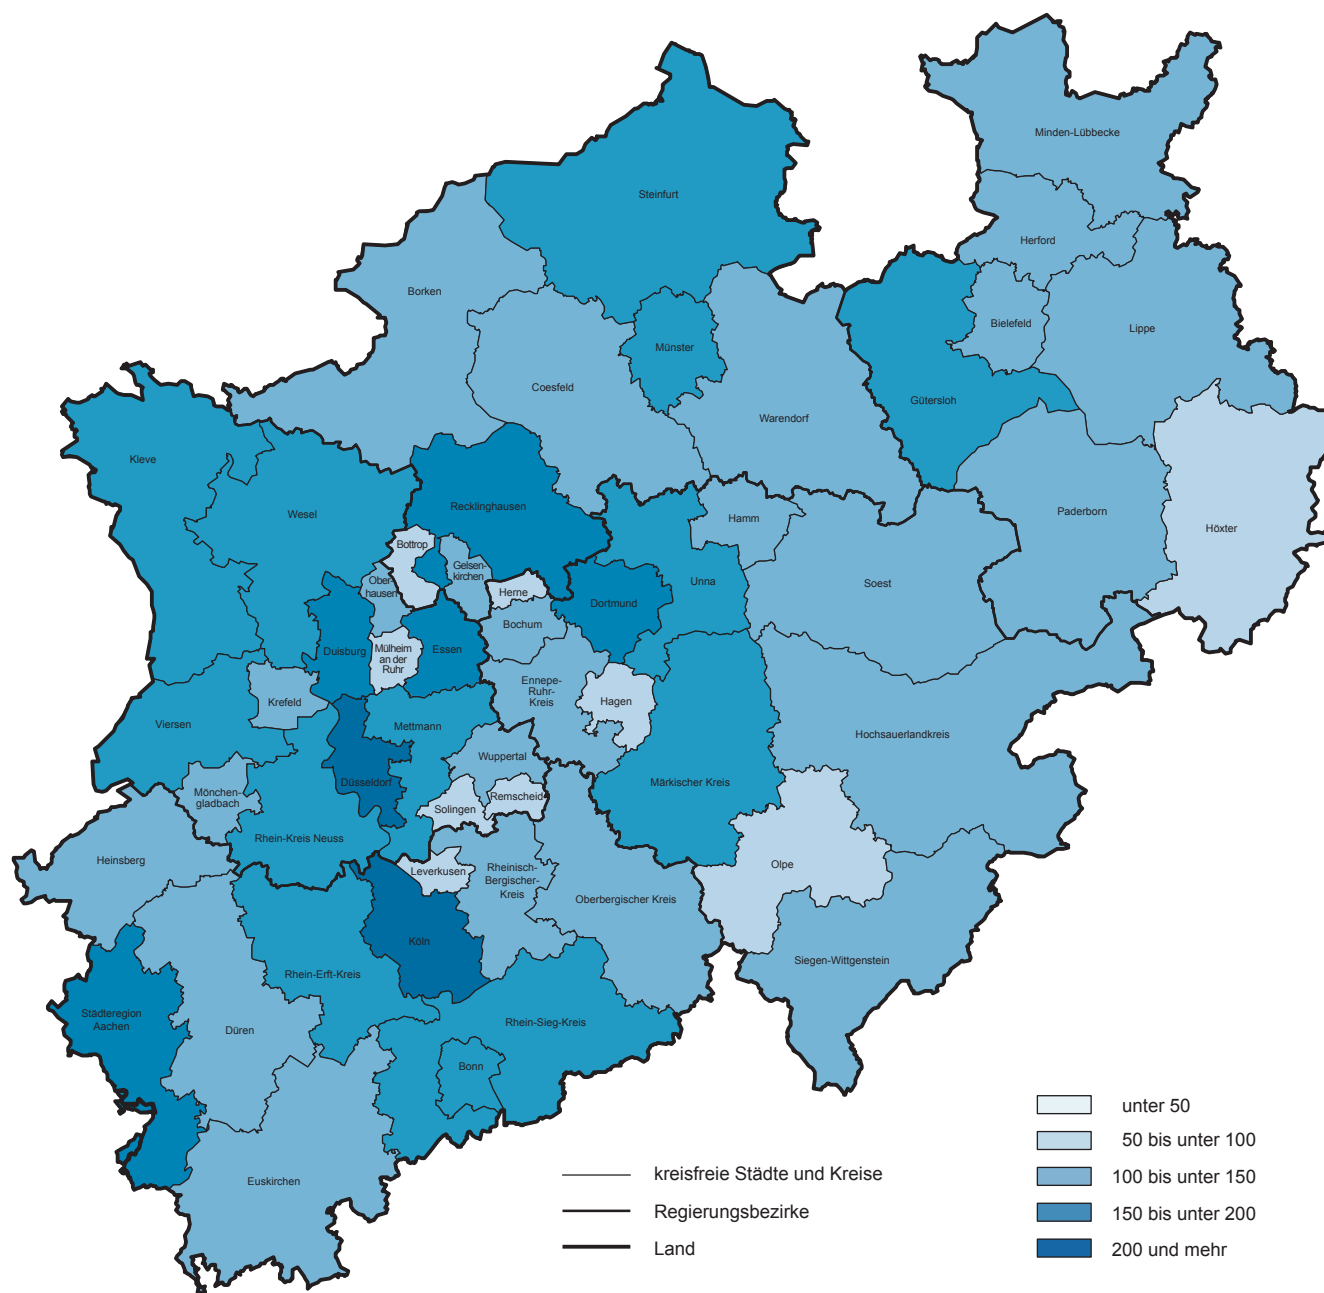 Minden-Lübbecke
Steinfurt
Herford
Borken
Bielefeld
Lippe
Münster
Coesfeld
Gütersloh
Warendorf
Kleve
Recklinghausen
Wesel
Hamm
Paderborn
Höxter
Bottrop
Gelsen-
kirchen
Ober-
hausen
Unna
Soest
Herne
Dortmund
Bochum
Duisburg
Mülheim
an der
Ruhr
Essen
Ennepe-
Ruhr-
Kreis
Hagen
Krefeld
Viersen
Mettmann
Hochsauerlandkreis
Wuppertal
Düsseldorf
Märkischer Kreis
Mönchen-
gladbach
Remscheid
Solingen
Rhein-Kreis Neuss
Heinsberg
Leverkusen
Rheinisch-
Bergischer-
Kreis
Olpe
Oberbergischer Kreis
Köln
Siegen-Wittgenstein
Rhein-Erft-Kreis
Städteregion
Aachen
Düren
Rhein-Sieg-Kreis
Bonn
Euskirchen
kreisfreie Städte und Kreise
Regierungsbezirke
Land
unter 50
50 bis unter 100
100 bis unter 150
150 bis unter 200
200 und mehr